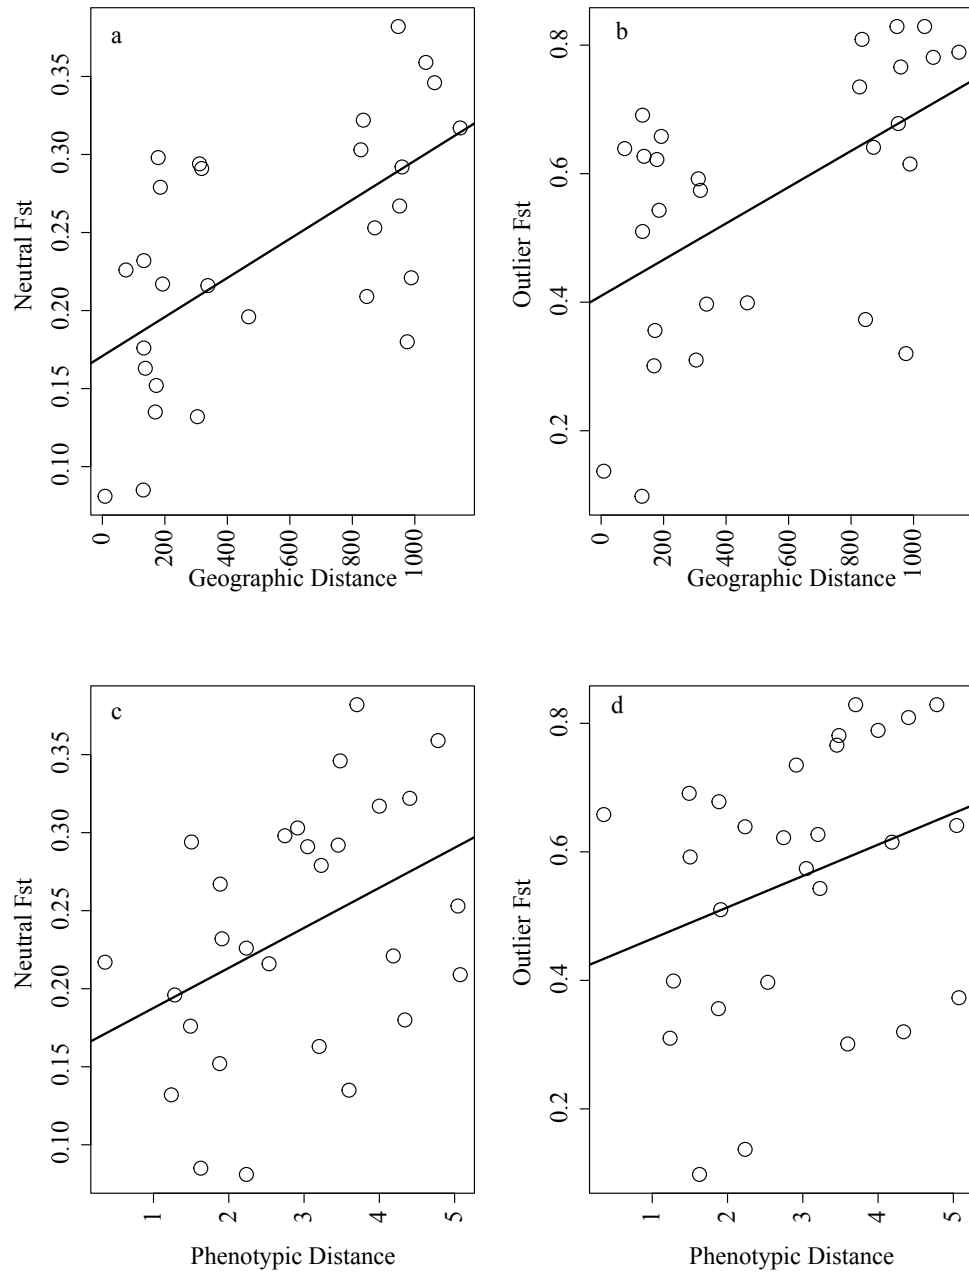 a
Neutral Fst
0.10 0.15 0.20 0.25 0.30 0.35
0 200 400 600 800 1000
Geographic Distance
b
Outlier Fst
0.2 0.4 0.6 0.8
0 200 400 600 800 1000
Geographic Distance
c
Neutral Fst
0.10 0.15 0.20 0.25 0.30 0.35
1 2 3 4 5
Phenotypic Distance
d
Outlier Fst
0.2 0.4 0.6 0.8
1 2 3 4 5
Phenotypic Distance